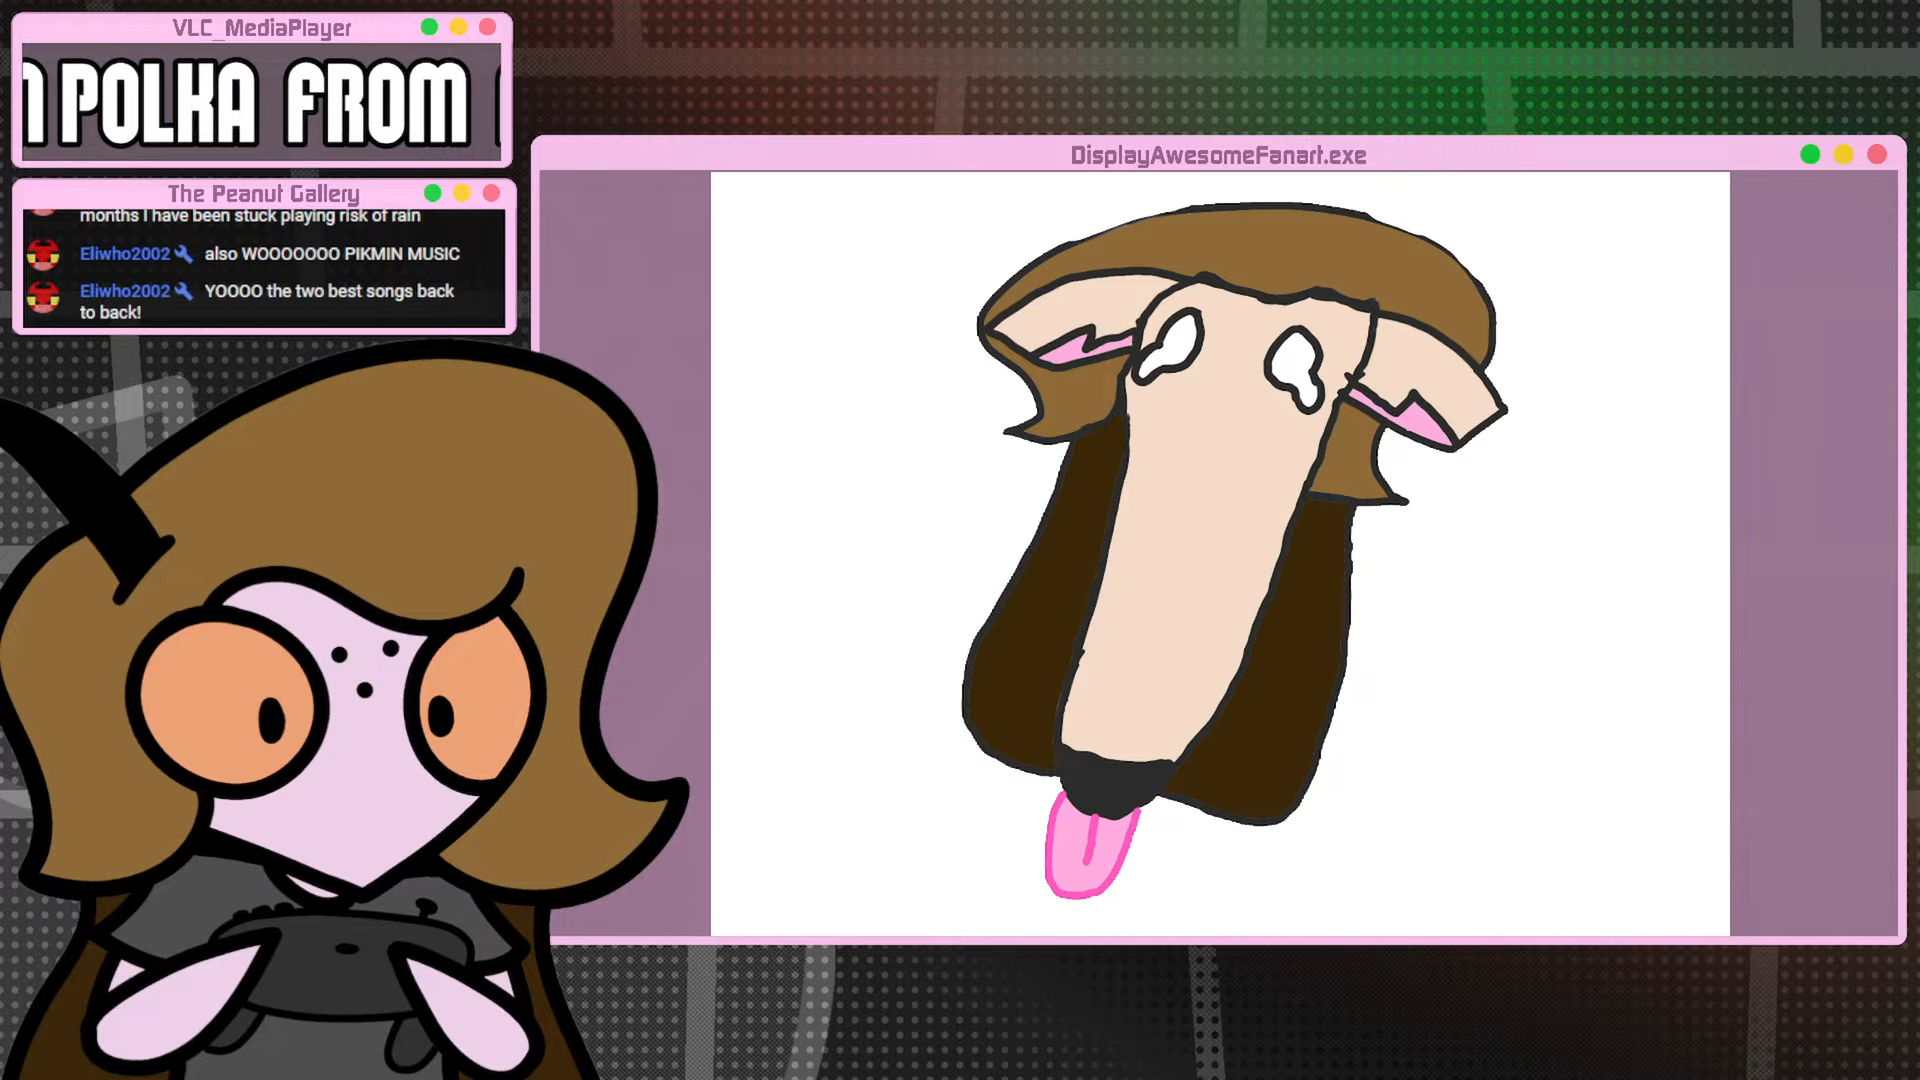 VLC_MediaPlayer
POLKA FROM
The Peanut Gallery
months I have been stuck playing risk of rain
Eliwho2002 also WOOOOOOO PIKMIN MUSIC
Eliwho2002 YOOOO the two best songs back
to back!
DisplayAwesomeFanart.exe